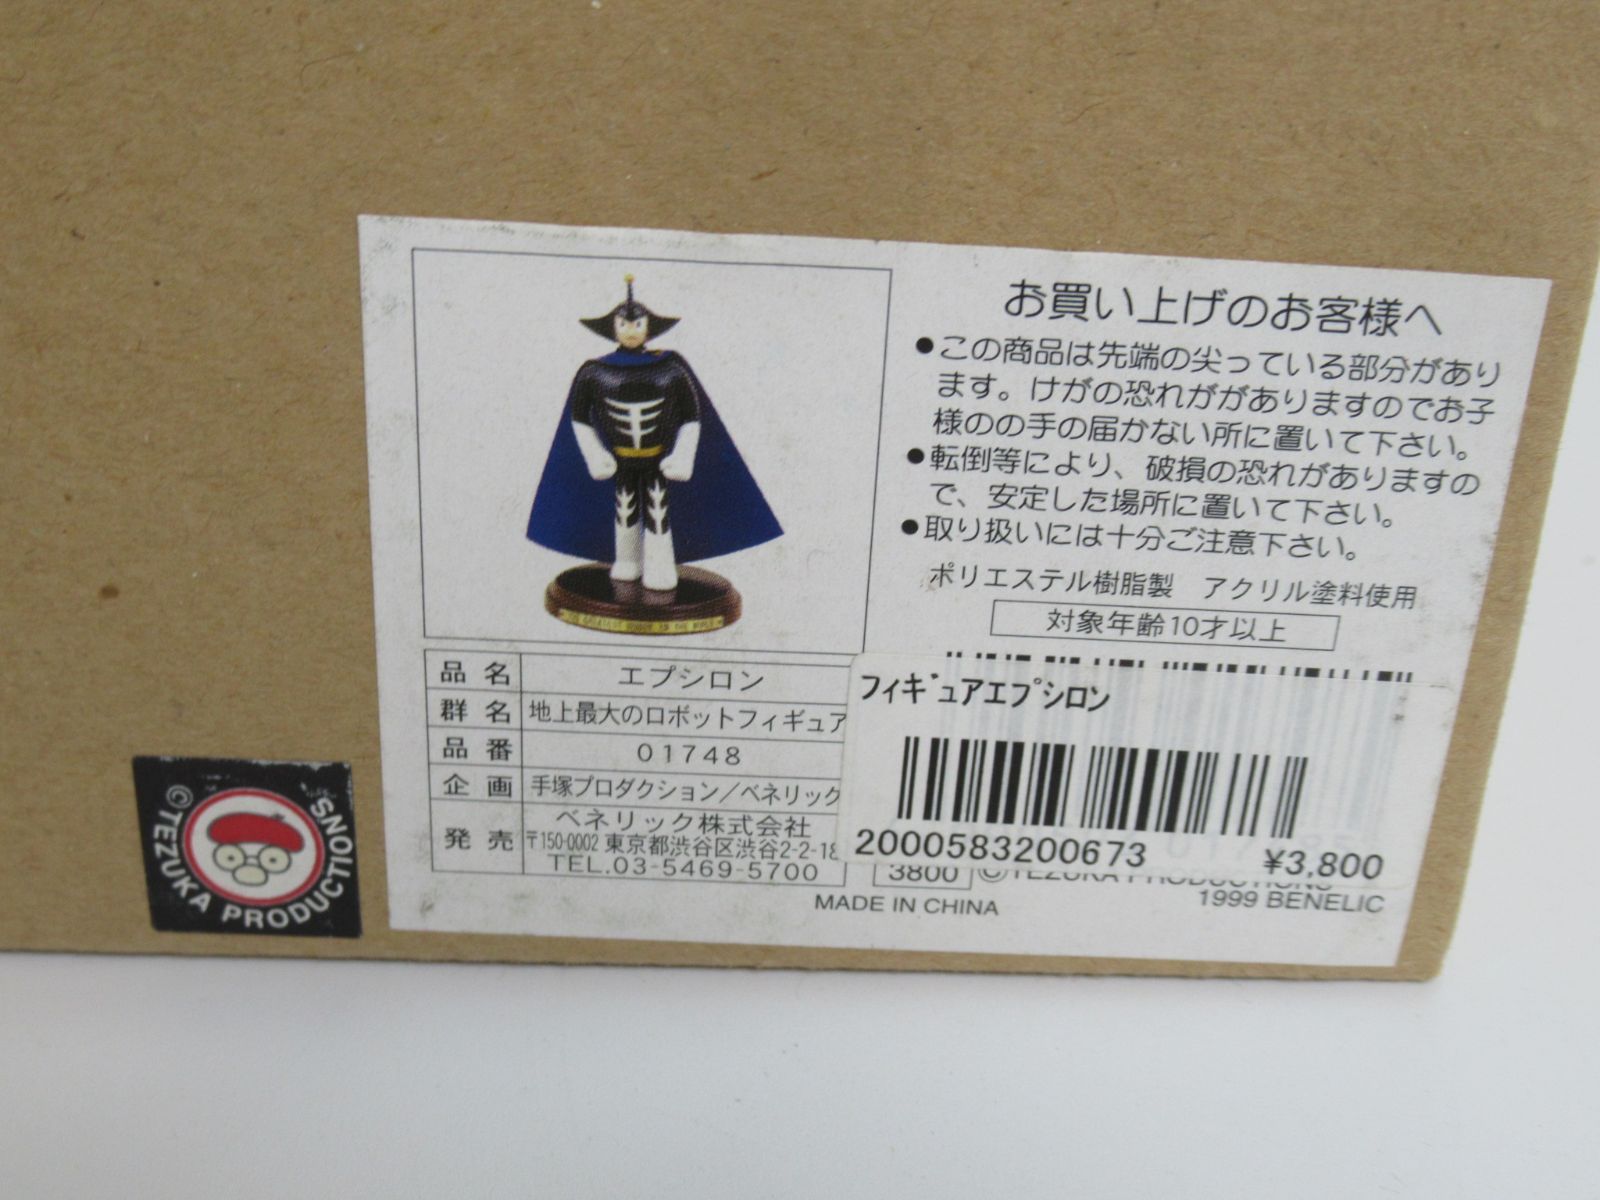 お買い上げのお客様へ
●この商品は先端の尖っている部分があり
ます。けがの恐れががありますのでお子
様のの手の届かない所に置いて下さい。
●転倒等により、破損の恐れがありますの
で、安定した場所に置いて下さい。
●取り扱いには十分ご注意下さい。
ポリエステル樹脂製 アクリル塗料使用
対象年齢10才以上
品名 エプシロン
群名 地上最大のロボットフィギュア
品番 01748
企画 手塚プロダクション/ベネリック
発売 ベネリック株式会社
〒150-0002 東京都渋谷区渋谷2-2-18
TEL.03-5469-5700
フィギュアエプシロン
2000583200673
¥3,800
3800 ©TEZUKA PRODUCTIONS
1999 BENELIC
MADE IN CHINA
©TEZUKA PRODUCTIONS